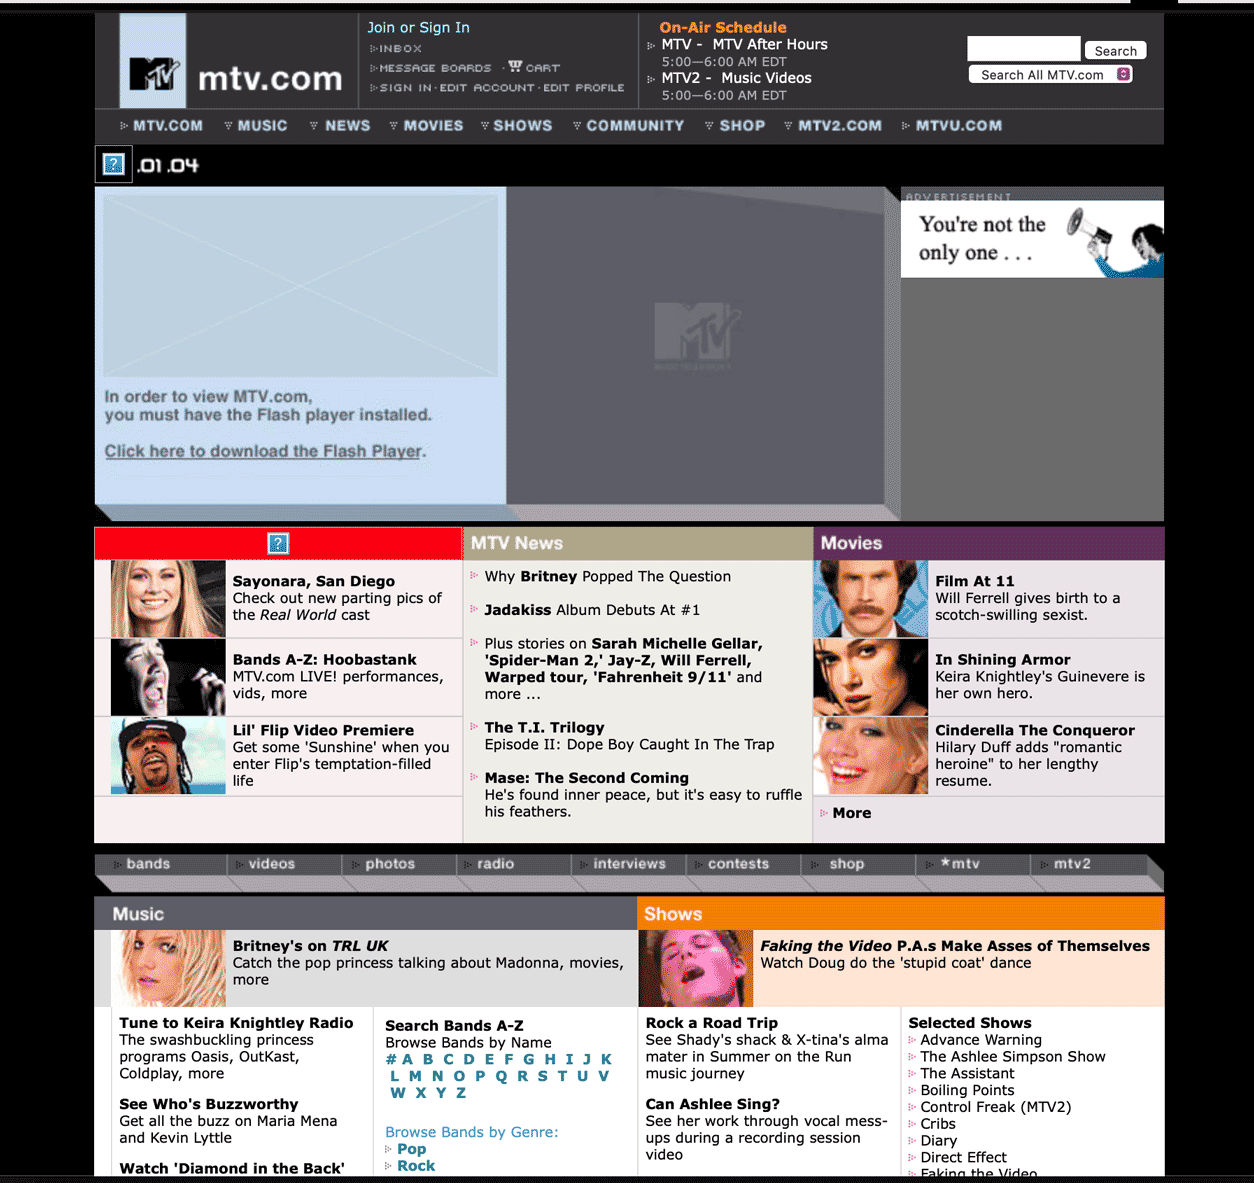 MTV
mtv.com
Join or Sign In
INBOX
MESSAGE BOARDS · CART
SIGN IN · EDIT ACCOUNT · EDIT PROFILE
On-Air Schedule
MTV - MTV After Hours
5:00—6:00 AM EDT
MTV2 - Music Videos
5:00—6:00 AM EDT
Search
Search All MTV.com
MTV.COM MUSIC NEWS MOVIES SHOWS COMMUNITY SHOP MTV2.COM MTVU.COM
.01 .04
In order to view MTV.com,
you must have the Flash player installed.
Click here to download the Flash Player.
MTV
ADVERTISEMENT
You're not the
only one . . .
Sayonara, San Diego
Check out new parting pics of
the Real World cast
Bands A-Z: Hoobastank
MTV.com LIVE! performances,
vids, more
Lil' Flip Video Premiere
Get some 'Sunshine' when you
enter Flip's temptation-filled
life
MTV News
Why Britney Popped The Question
Jadakiss Album Debuts At #1
Plus stories on Sarah Michelle Gellar,
'Spider-Man 2,' Jay-Z, Will Ferrell,
Warped tour, 'Fahrenheit 9/11' and
more ...
The T.I. Trilogy
Episode II: Dope Boy Caught In The Trap
Mase: The Second Coming
He's found inner peace, but it's easy to ruffle
his feathers.
Movies
Film At 11
Will Ferrell gives birth to a
scotch-swilling sexist.
In Shining Armor
Keira Knightley's Guinevere is
her own hero.
Cinderella The Conqueror
Hilary Duff adds "romantic
heroine" to her lengthy
resume.
More
bands videos photos radio interviews contests shop *mtv mtv2
Music
Britney's on TRL UK
Catch the pop princess talking about Madonna, movies,
more
Tune to Keira Knightley Radio
The swashbuckling princess
programs Oasis, OutKast,
Coldplay, more
See Who's Buzzworthy
Get all the buzz on Maria Mena
and Kevin Lyttle
Watch 'Diamond in the Back'
Search Bands A-Z
Browse Bands by Name
# A B C D E F G H I J K
L M N O P Q R S T U V
W X Y Z
Browse Bands by Genre:
Pop
Rock
Shows
Faking the Video P.A.s Make Asses of Themselves
Watch Doug do the 'stupid coat' dance
Rock a Road Trip
See Shady's shack & X-tina's alma
mater in Summer on the Run
music journey
Can Ashlee Sing?
See her work through vocal mess-
ups during a recording session
video
Selected Shows
Advance Warning
The Ashlee Simpson Show
The Assistant
Boiling Points
Control Freak (MTV2)
Cribs
Diary
Direct Effect
Faking the Video